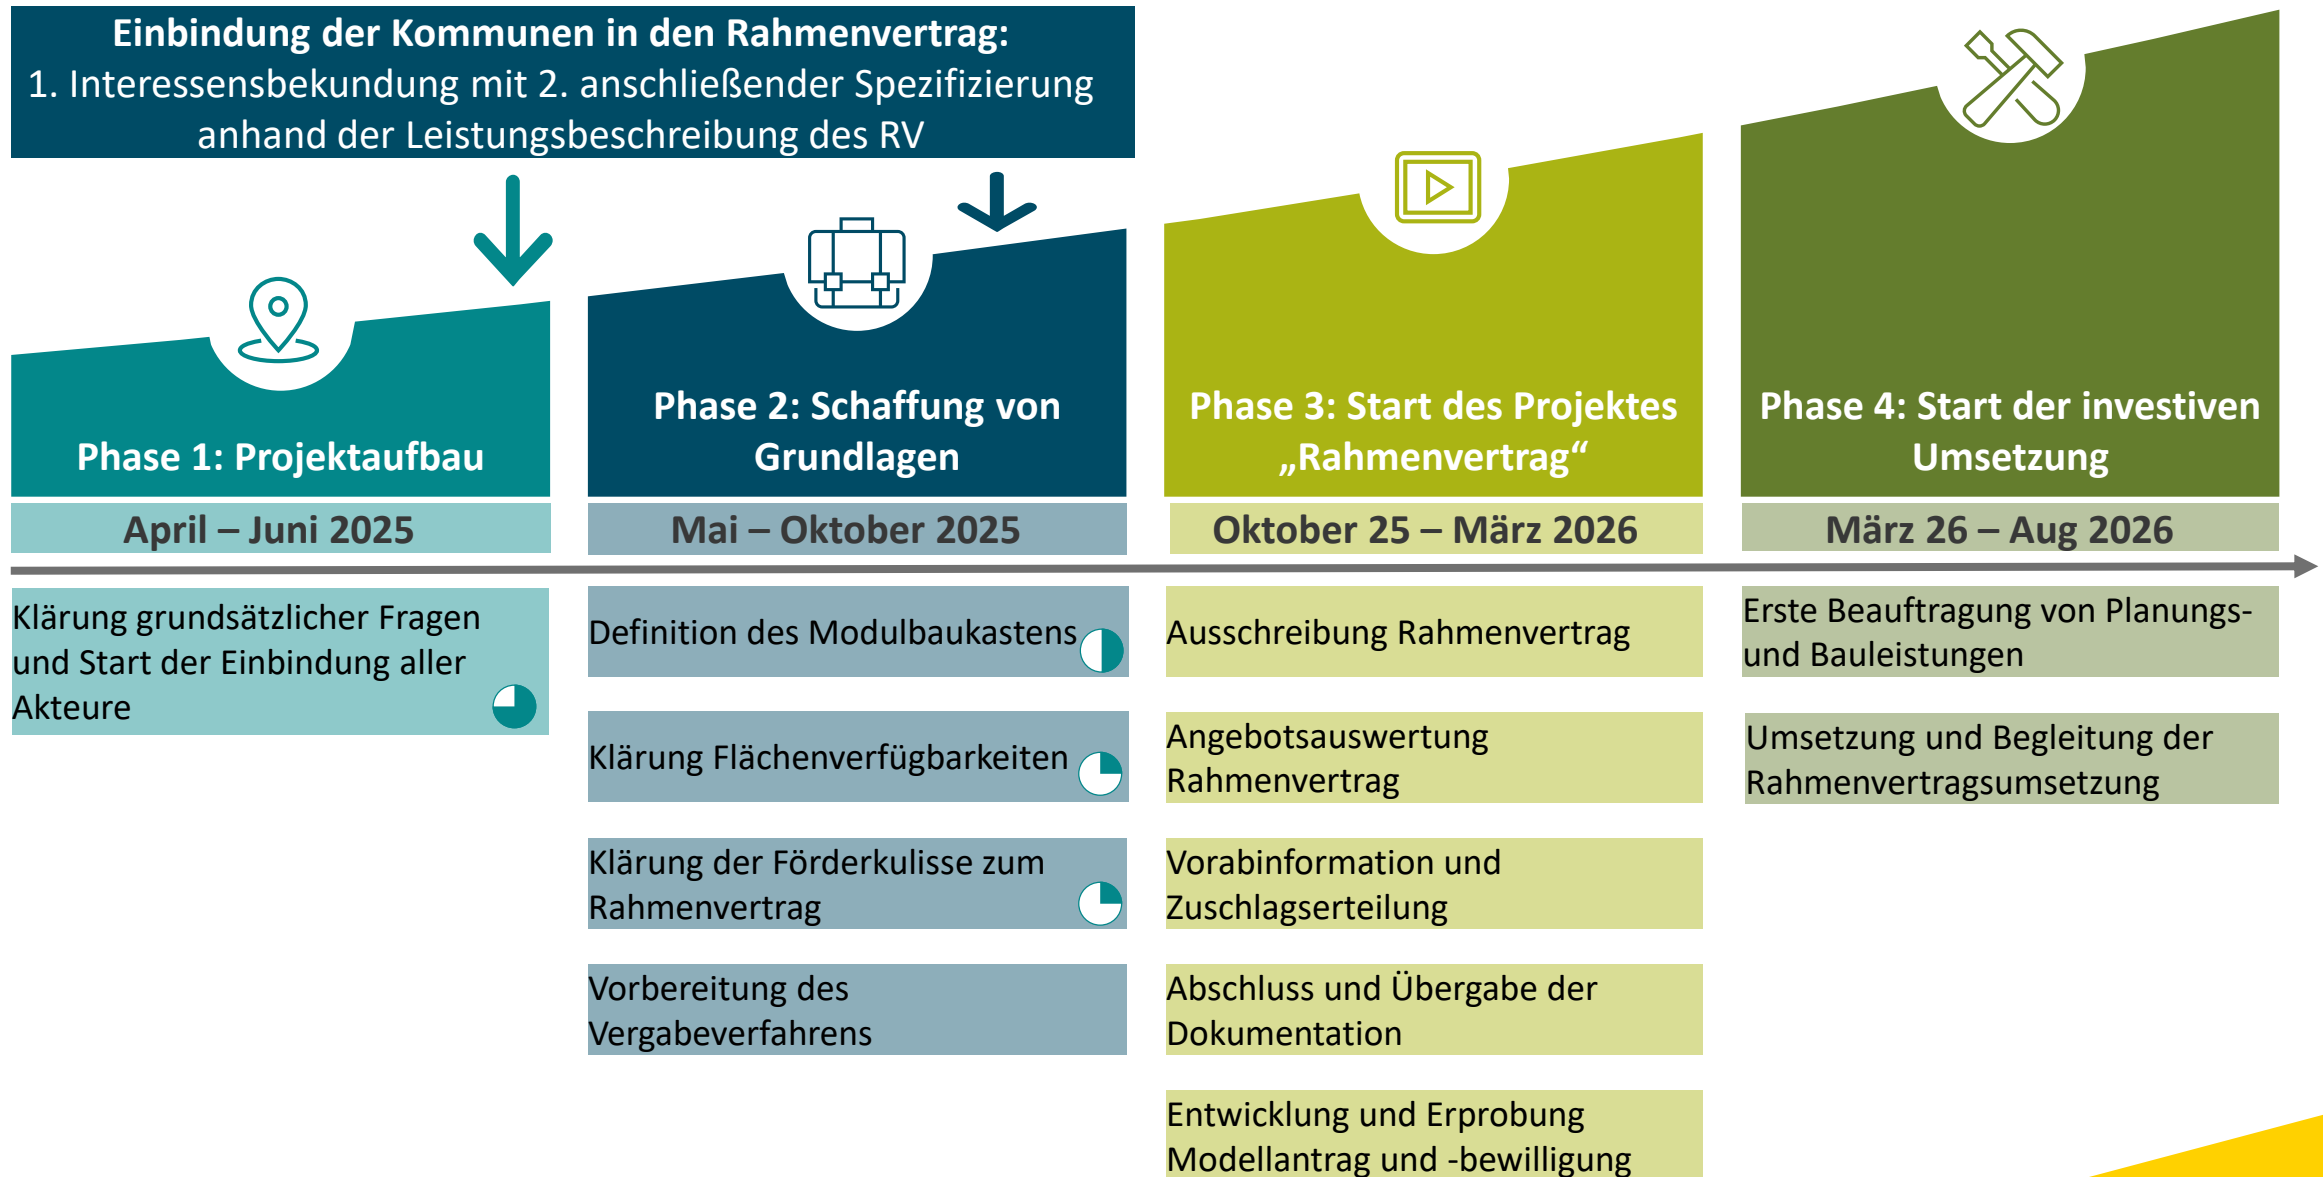 Einbindung der Kommunen in den Rahmenvertrag:
1. Interessensbekundung mit 2. anschließender Spezifizierung
anhand der Leistungsbeschreibung des RV
Phase 1: Projektaufbau
April – Juni 2025
Klärung grundsätzlicher Fragen
und Start der Einbindung aller
Akteure
Phase 2: Schaffung von
Grundlagen
Mai – Oktober 2025
Definition des Modulbaukastens
Klärung Flächenverfügbarkeiten
Klärung der Förderkulisse zum
Rahmenvertrag
Vorbereitung des
Vergabeverfahrens
Phase 3: Start des Projektes
„Rahmenvertrag“
Oktober 25 – März 2026
Ausschreibung Rahmenvertrag
Angebotsauswertung
Rahmenvertrag
Vorabinformation und
Zuschlagserteilung
Abschluss und Übergabe der
Dokumentation
Entwicklung und Erprobung
Modellantrag und -bewilligung
Phase 4: Start der investiven
Umsetzung
März 26 – Aug 2026
Erste Beauftragung von Planungs-
und Bauleistungen
Umsetzung und Begleitung der
Rahmenvertragsumsetzung